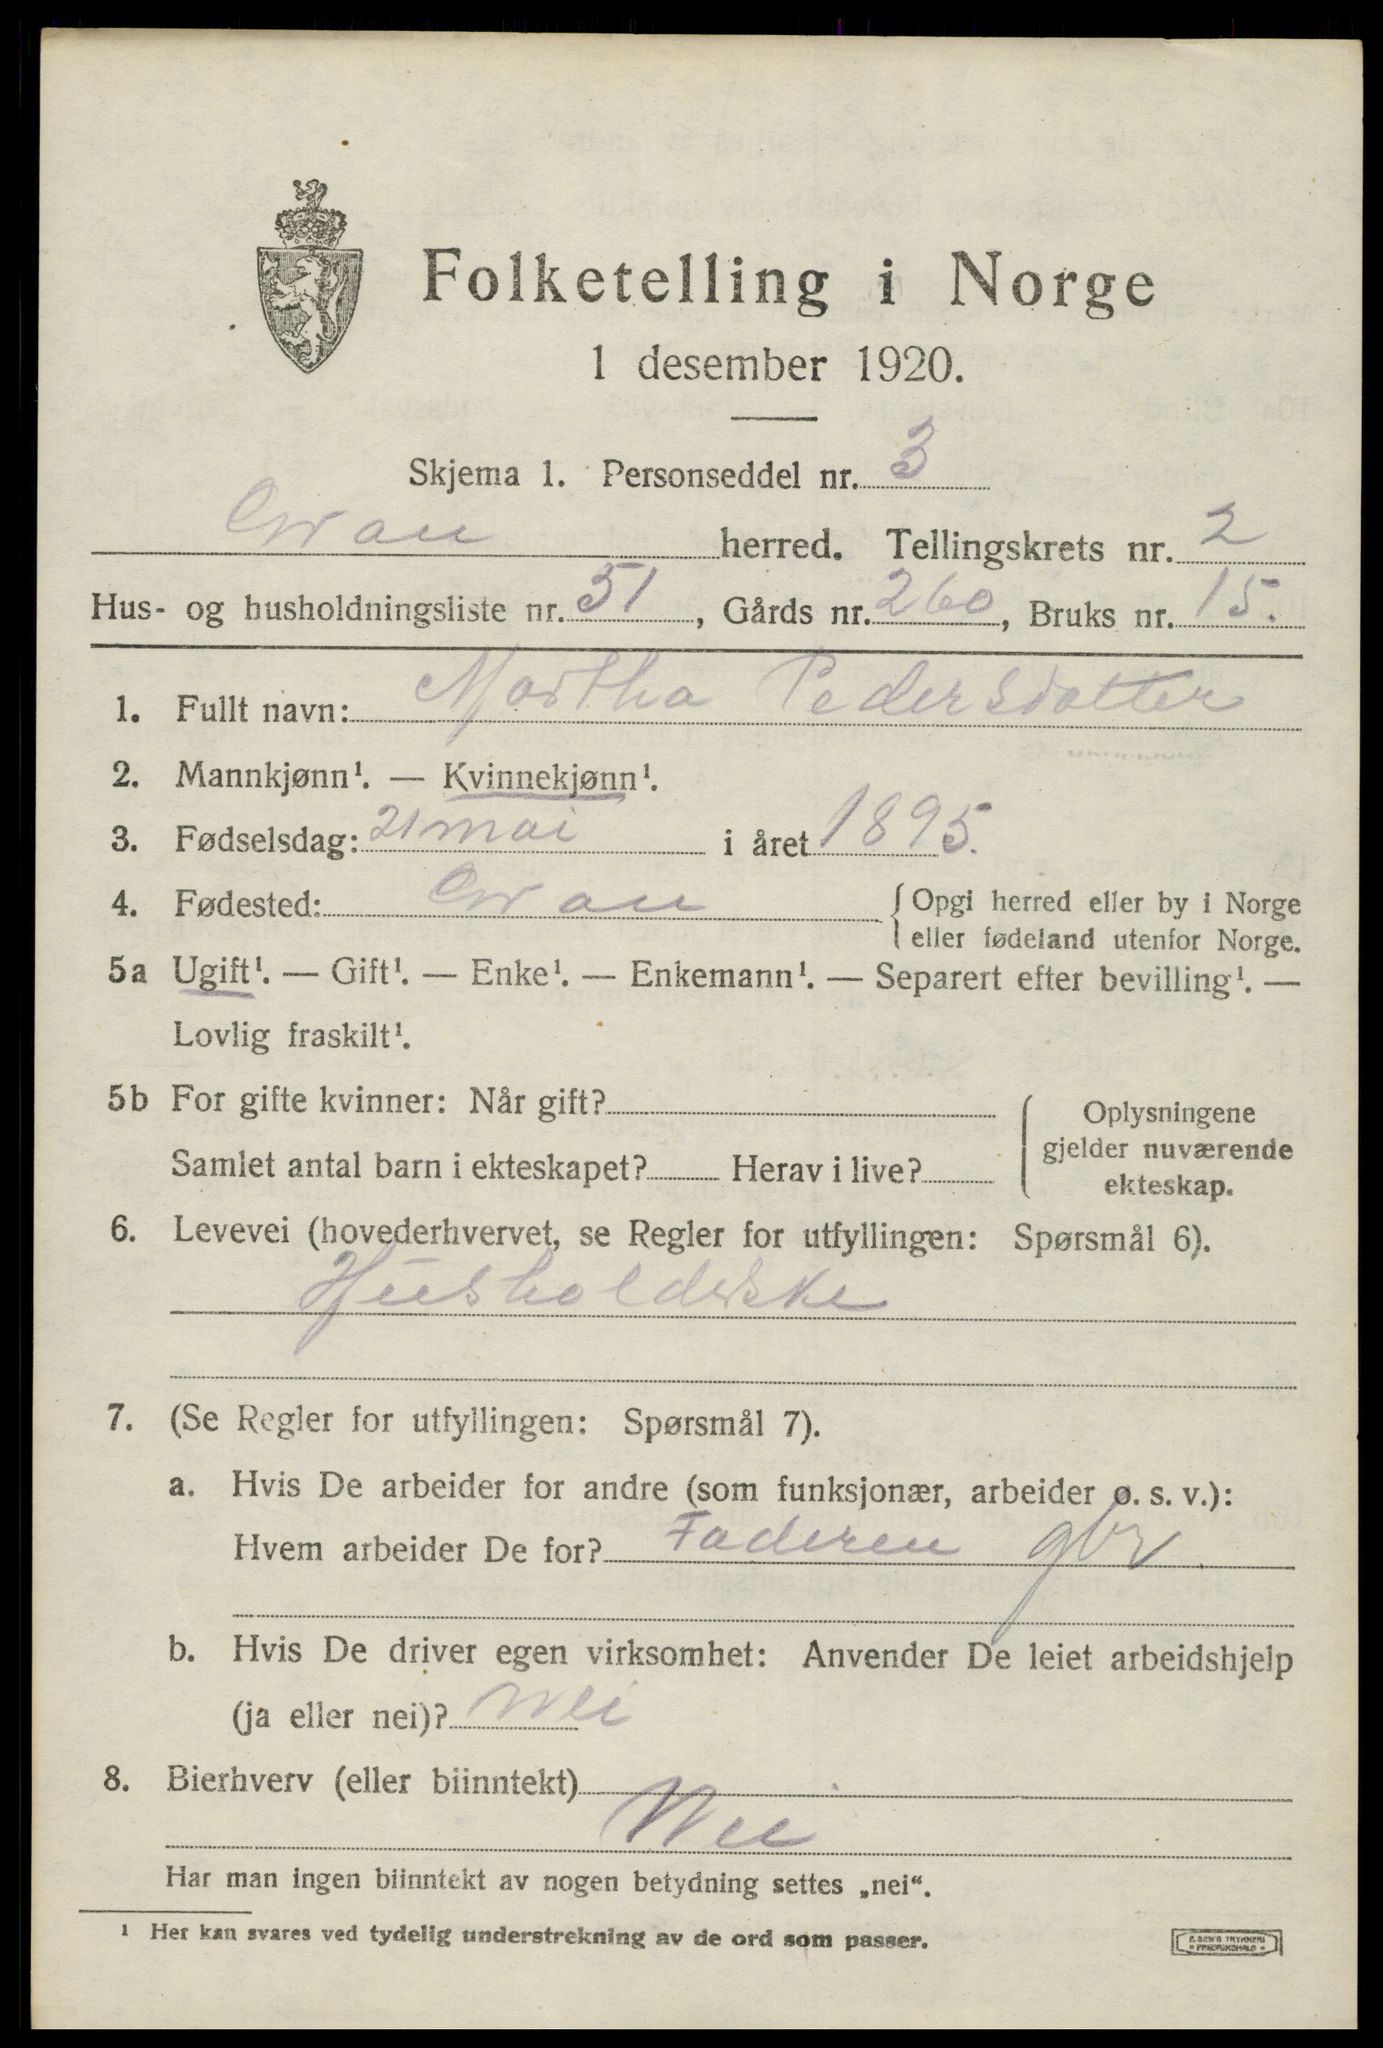 Folketelling i Norge
1 desember 1920.
Skjema 1. Personseddel nr. 3
Gran herred. Tellingskrets nr. 2
Hus- og husholdningsliste nr. 51, Gårds nr. 260, Bruks nr. 15.
1. Fullt navn: Martha Pedersdatter
2. Mannkjønn¹. — Kvinnekjønn¹.
3. Fødselsdag: 21 mai i året 1895.
4. Fødested: Gran { Opgi herred eller by i Norge
eller fødeland utenfor Norge.
5a Ugift¹. — Gift¹. — Enke¹. — Enkemann¹. — Separert efter bevilling¹. —
Lovlig fraskilt¹.
5b For gifte kvinner: Når gift?
Samlet antal barn i ekteskapet? Herav i live?
{ Oplysningene
gjelder nuværende
ekteskap.
6. Levevei (hovederhvervet, se Regler for utfyllingen: Spørsmål 6).
Husholderske
7. (Se Regler for utfyllingen: Spørsmål 7).
a. Hvis De arbeider for andre (som funksjonær, arbeider o. s. v.):
Hvem arbeider De for? Faderen gbr.
b. Hvis De driver egen virksomhet: Anvender De leiet arbeidshjelp
(ja eller nei)? Nei
8. Bierhverv (eller biinntekt)
Nei
Har man ingen biinntekt av nogen betydning settes „nei“.
¹ Her kan svares ved tydelig understrekning av de ord som passer.
E. SEM'S TRYKKERI
FREDRIKSHALD